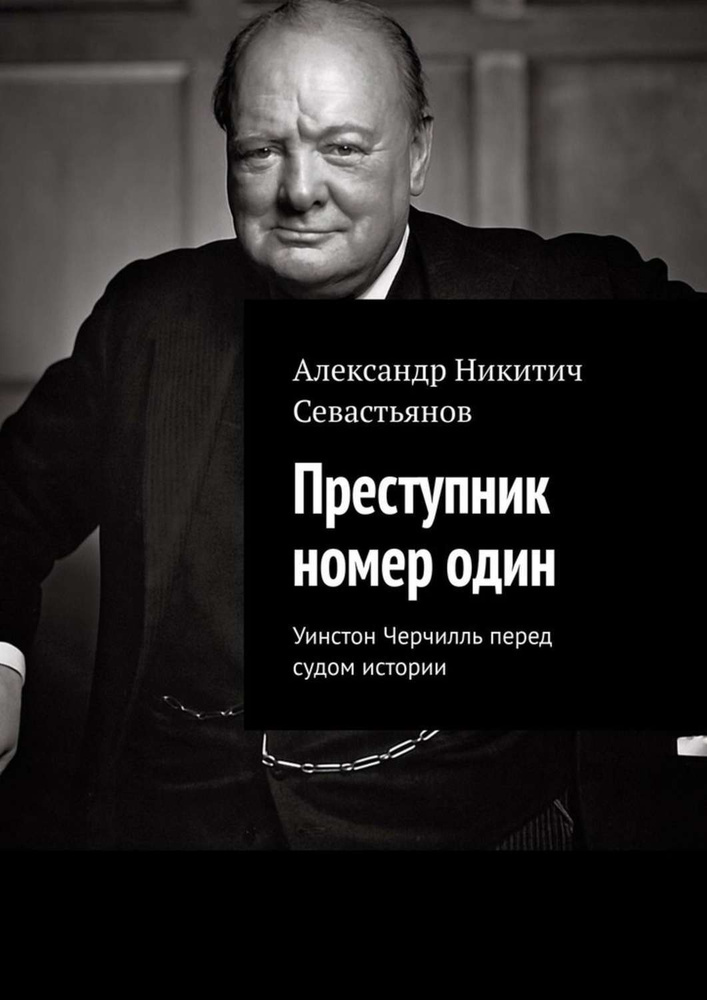 Александр Никитич
Севастьянов
Преступник
номер один
Уинстон Черчилль перед
судом истории